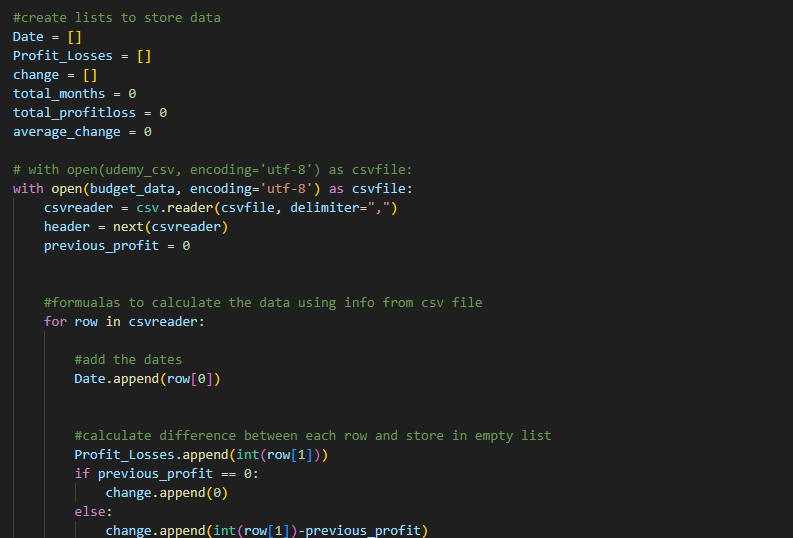 #create lists to store data
Date = []
Profit_Losses = []
change = []
total_months = 0
total_profitloss = 0
average_change = 0
# with open(udemy_csv, encoding='utf-8') as csvfile:
with open(budget_data, encoding='utf-8') as csvfile:
csvreader = csv.reader(csvfile, delimiter=",")
header = next(csvreader)
previous_profit = 0
#formualas to calculate the data using info from csv file
for row in csvreader:
#add the dates
Date.append(row[0])
#calculate difference between each row and store in empty list
Profit_Losses.append(int(row[1]))
if previous_profit == 0:
change.append(0)
else:
change.append(int(row[1])-previous_profit)